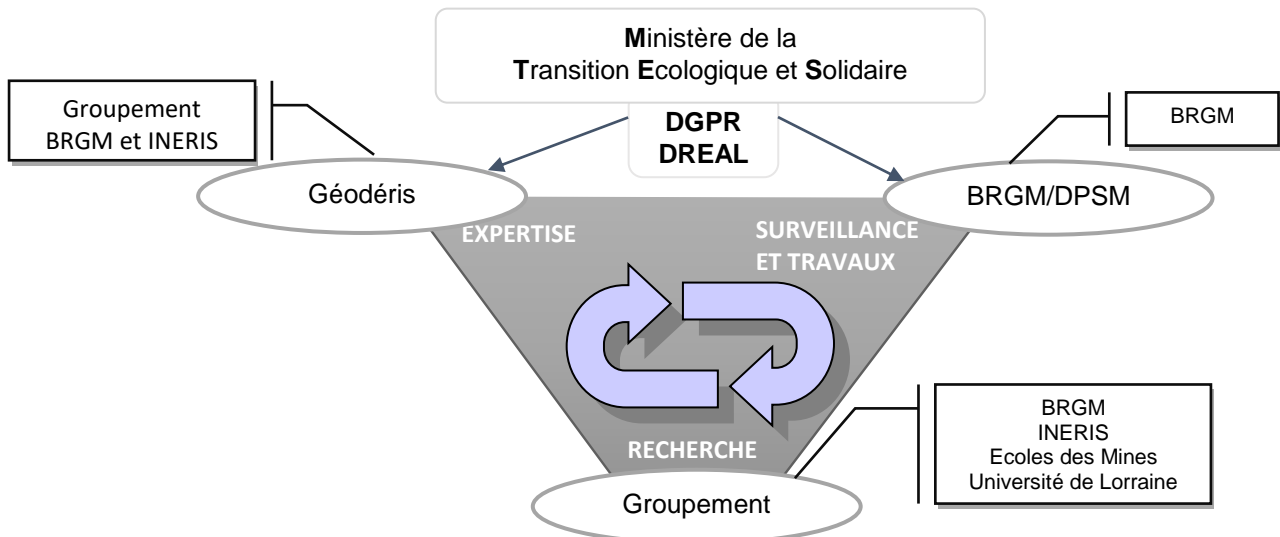 Ministère de la
Transition Ecologique et Solidaire
DGPR
DREAL
Groupement
BRGM et INERIS
BRGM
Géodéris
BRGM/DPSM
EXPERTISE
SURVEILLANCE
ET TRAVAUX
RECHERCHE
BRGM
INERIS
Ecoles des Mines
Université de Lorraine
Groupement